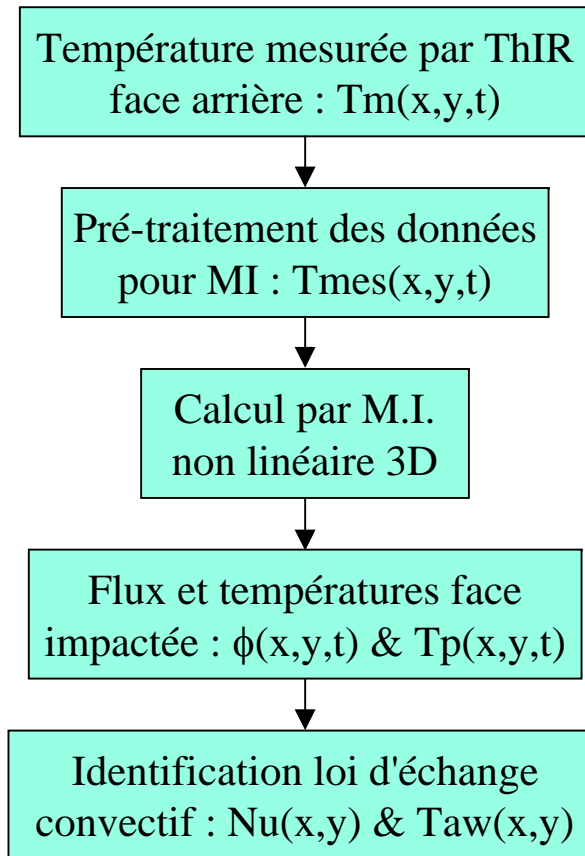 Température mesurée par ThIR
face arrière : Tm(x,y,t)
Pré-traitement des données
pour MI : Tmes(x,y,t)
Calcul par M.I.
non linéaire 3D
Flux et températures face
impactée : ϕ(x,y,t) & Tp(x,y,t)
Identification loi d'échange
convectif : Nu(x,y) & Taw(x,y)